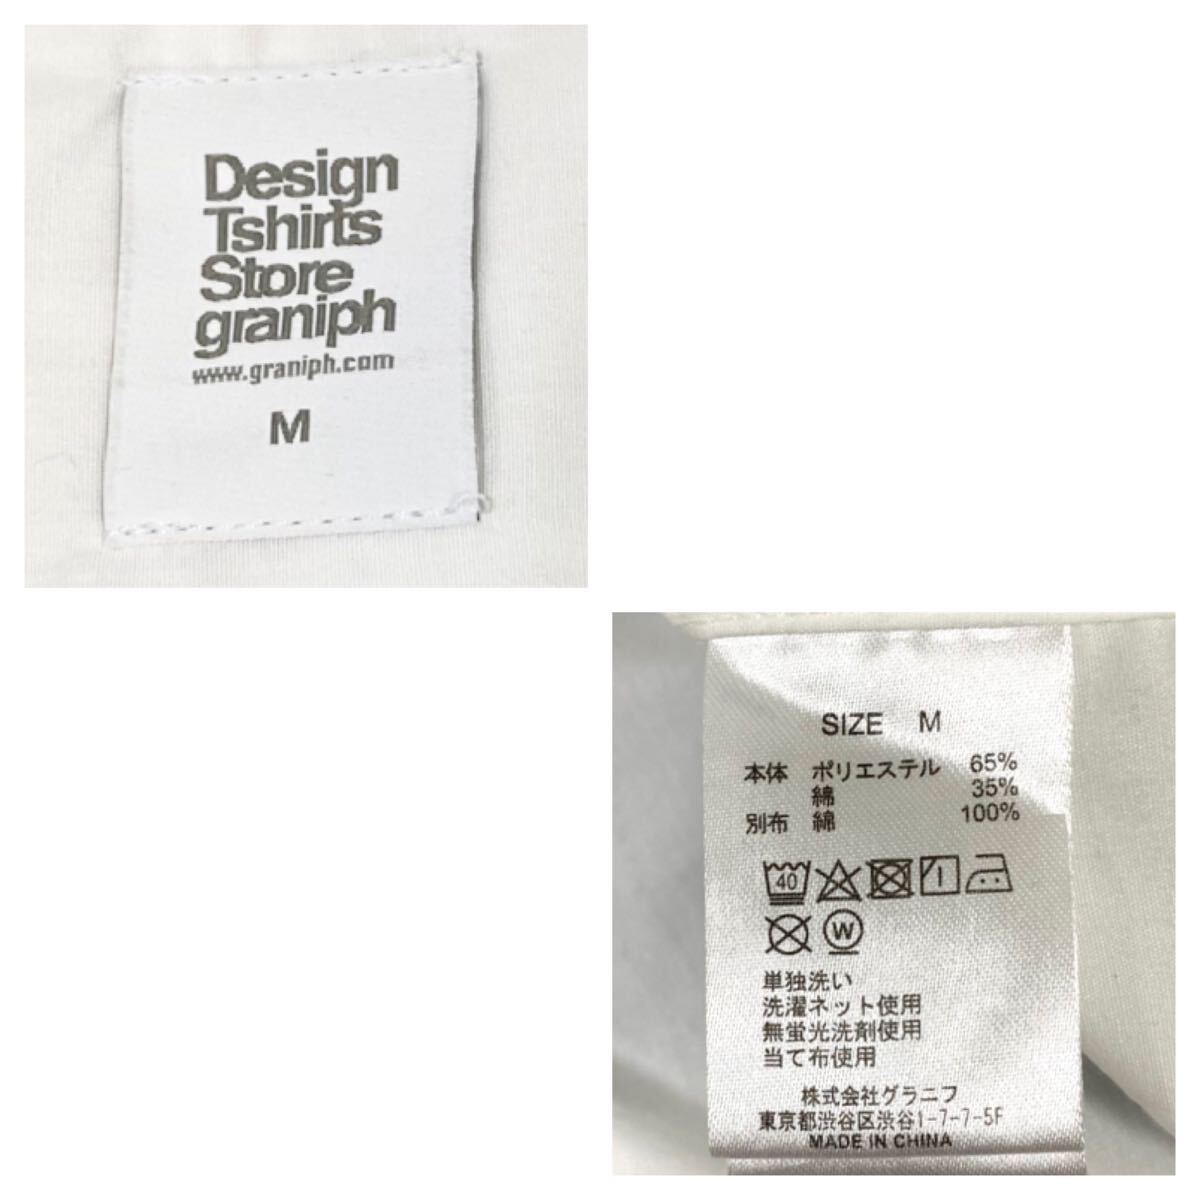 Design
Tshirts
Store
graniph
www.graniph.com
M
SIZE M
本体 ポリエステル 65%
綿 35%
別布 綿 100%
40
W
単独洗い
洗濯ネット使用
無蛍光洗剤使用
当て布使用
株式会社グラニフ
東京都渋谷区渋谷1-7-7-5F
MADE IN CHINA